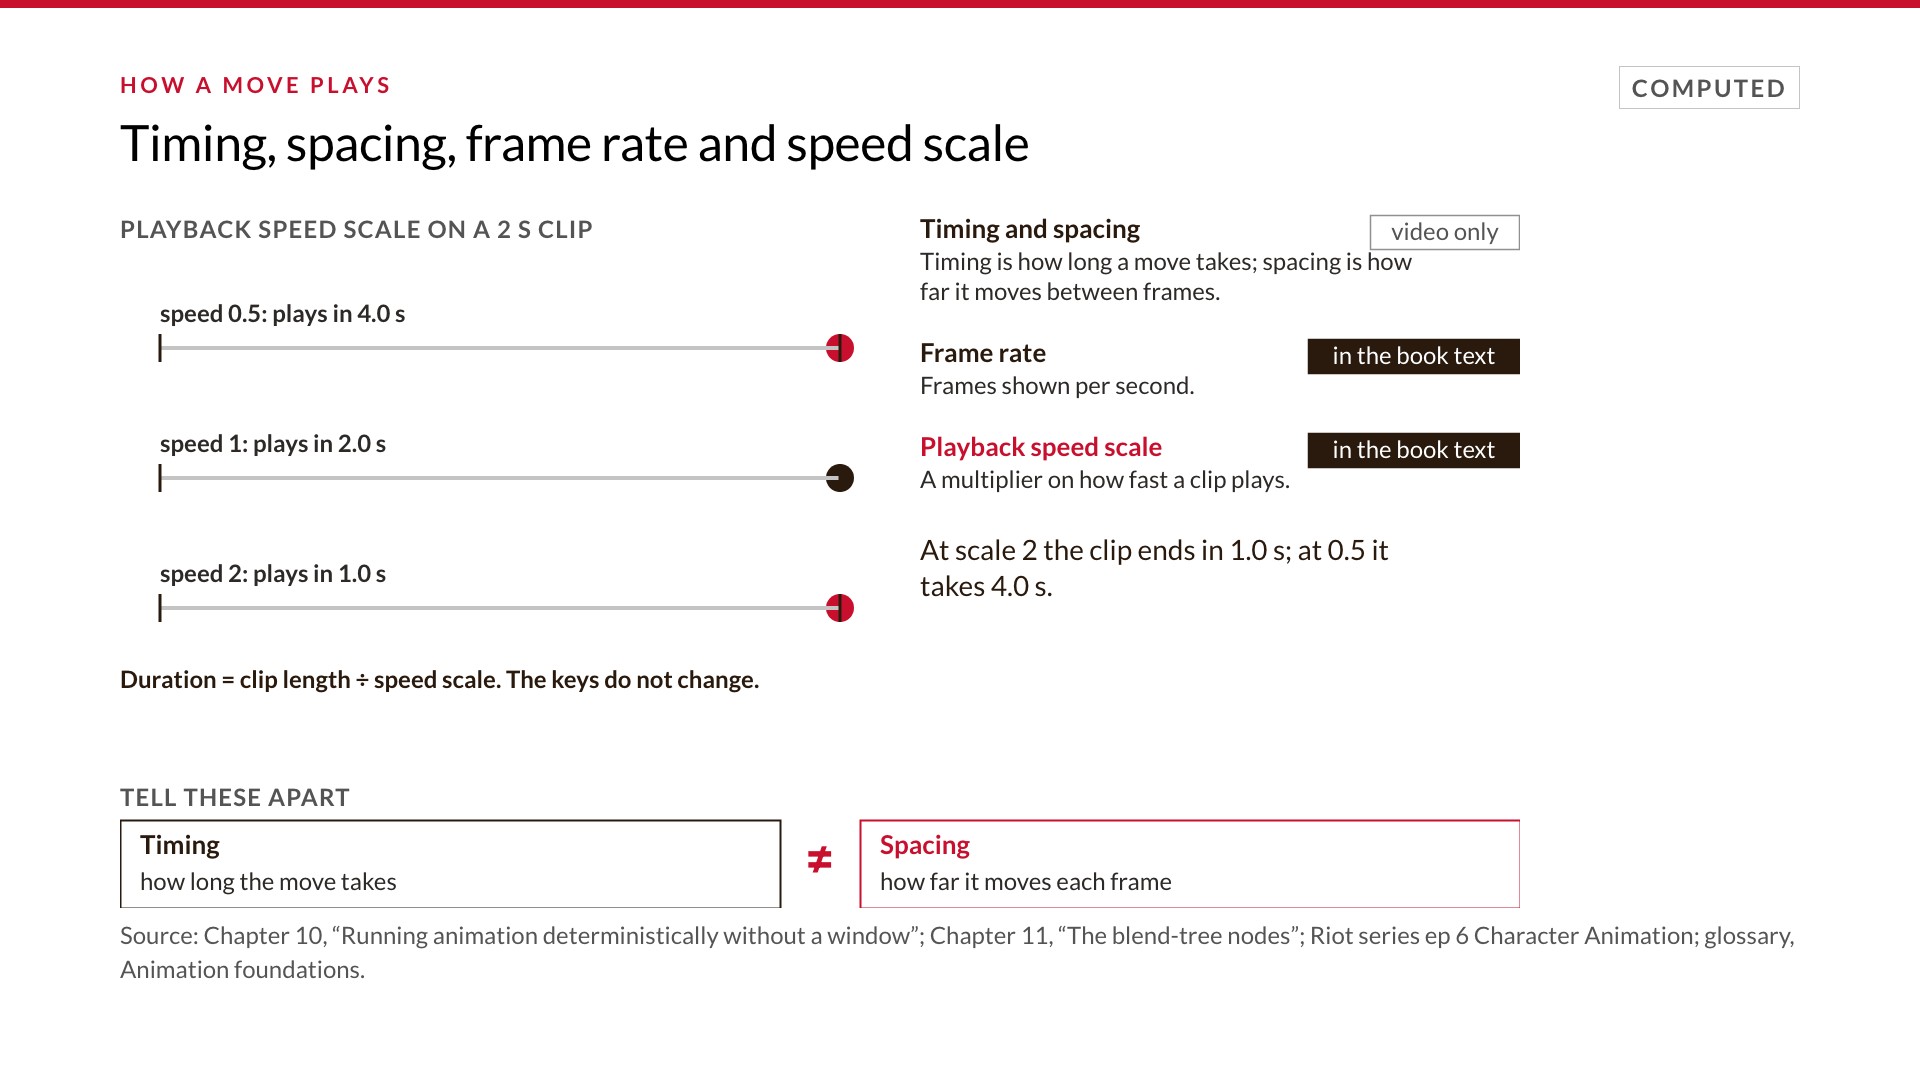 HOW A MOVE PLAYS
COMPUTED
Timing, spacing, frame rate and speed scale
PLAYBACK SPEED SCALE ON A 2 S CLIP
speed 0.5: plays in 4.0 s
speed 1: plays in 2.0 s
speed 2: plays in 1.0 s
Duration = clip length ÷ speed scale. The keys do not change.
Timing and spacing
video only
Timing is how long a move takes; spacing is how
far it moves between frames.
Frame rate
in the book text
Frames shown per second.
Playback speed scale
in the book text
A multiplier on how fast a clip plays.
At scale 2 the clip ends in 1.0 s; at 0.5 it
takes 4.0 s.
TELL THESE APART
Timing
how long the move takes
≠
Spacing
how far it moves each frame
Source: Chapter 10, “Running animation deterministically without a window”; Chapter 11, “The blend-tree nodes”; Riot series ep 6 Character Animation; glossary,
Animation foundations.